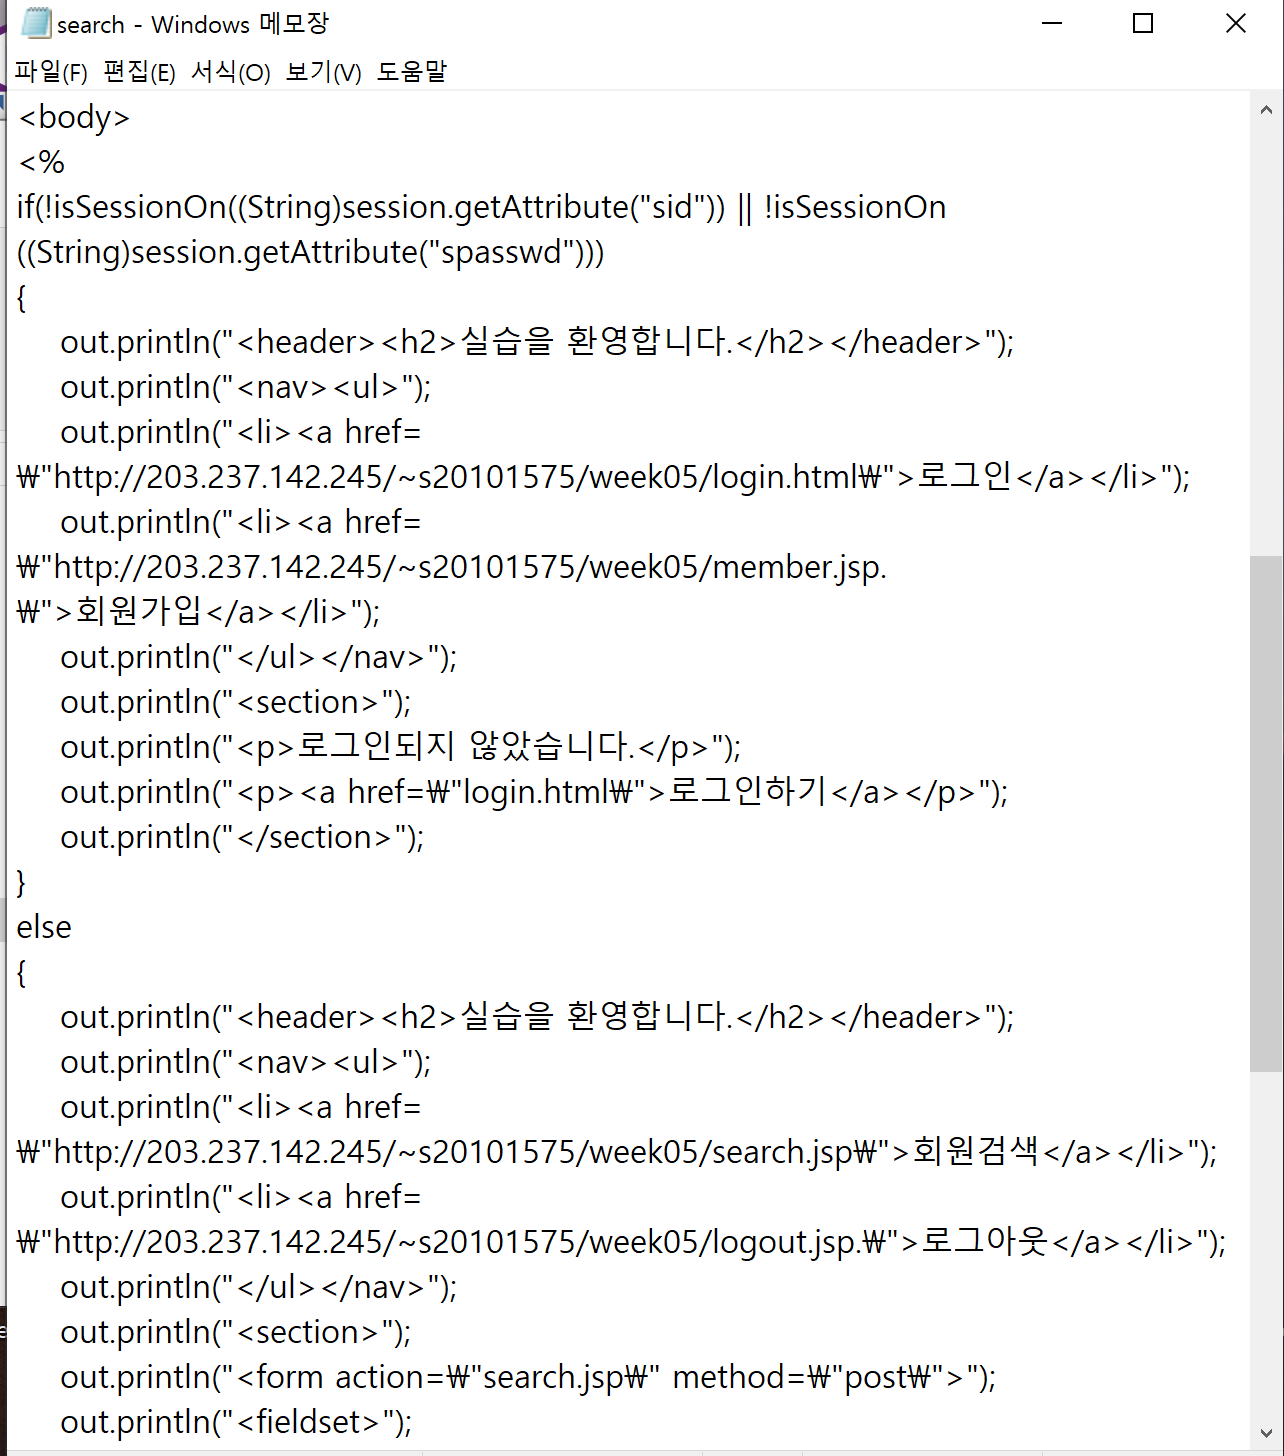 search - Windows 메모장
파일(F) 편집(E) 서식(O) 보기(V) 도움말
<body>
<%
if(!isSessionOn((String)session.getAttribute("sid")) || !isSessionOn
((String)session.getAttribute("spasswd")))
{
out.println("<header><h2>실습을 환영합니다.</h2></header>");
out.println("<nav><ul>");
out.println("<li><a href=
₩"http://203.237.142.245/~s20101575/week05/login.html₩">로그인</a></li>");
out.println("<li><a href=
₩"http://203.237.142.245/~s20101575/week05/member.jsp.
₩">회원가입</a></li>");
out.println("</ul></nav>");
out.println("<section>");
out.println("<p>로그인되지 않았습니다.</p>");
out.println("<p><a href=₩"login.html₩">로그인하기</a></p>");
out.println("</section>");
}
else
{
out.println("<header><h2>실습을 환영합니다.</h2></header>");
out.println("<nav><ul>");
out.println("<li><a href=
₩"http://203.237.142.245/~s20101575/week05/search.jsp₩">회원검색</a></li>");
out.println("<li><a href=
₩"http://203.237.142.245/~s20101575/week05/logout.jsp.₩">로그아웃</a></li>");
out.println("</ul></nav>");
out.println("<section>");
out.println("<form action=₩"search.jsp₩" method=₩"post₩">");
out.println("<fieldset>");